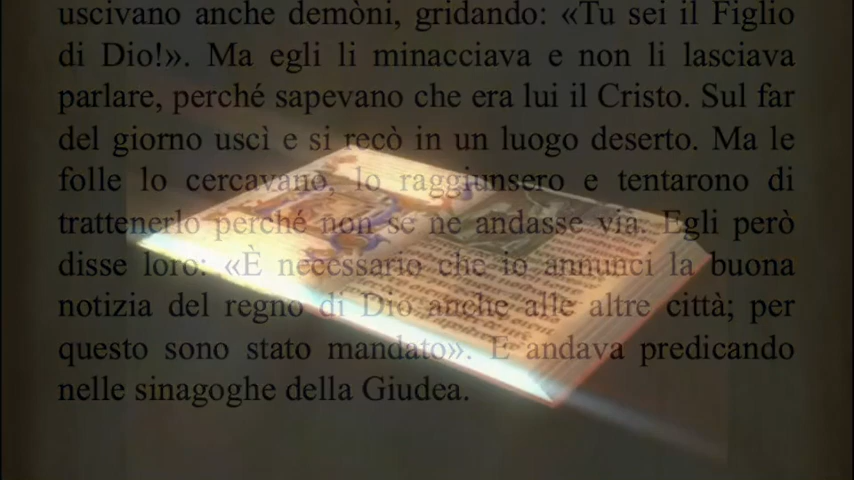 uscivano anche demòni, gridando: «Tu sei il Figlio
di Dio!». Ma egli li minacciava e non li lasciava
parlare, perché sapevano che era lui il Cristo. Sul far
del giorno uscì e si recò in un luogo deserto. Ma le
folle lo cercavano, lo raggiunsero e tentarono di
trattenerlo perché non se ne andasse via. Egli però
disse loro: «È necessario che io annunci la buona
notizia del regno di Dio anche alle altre città; per
questo sono stato mandato». E andava predicando
nelle sinagoghe della Giudea.